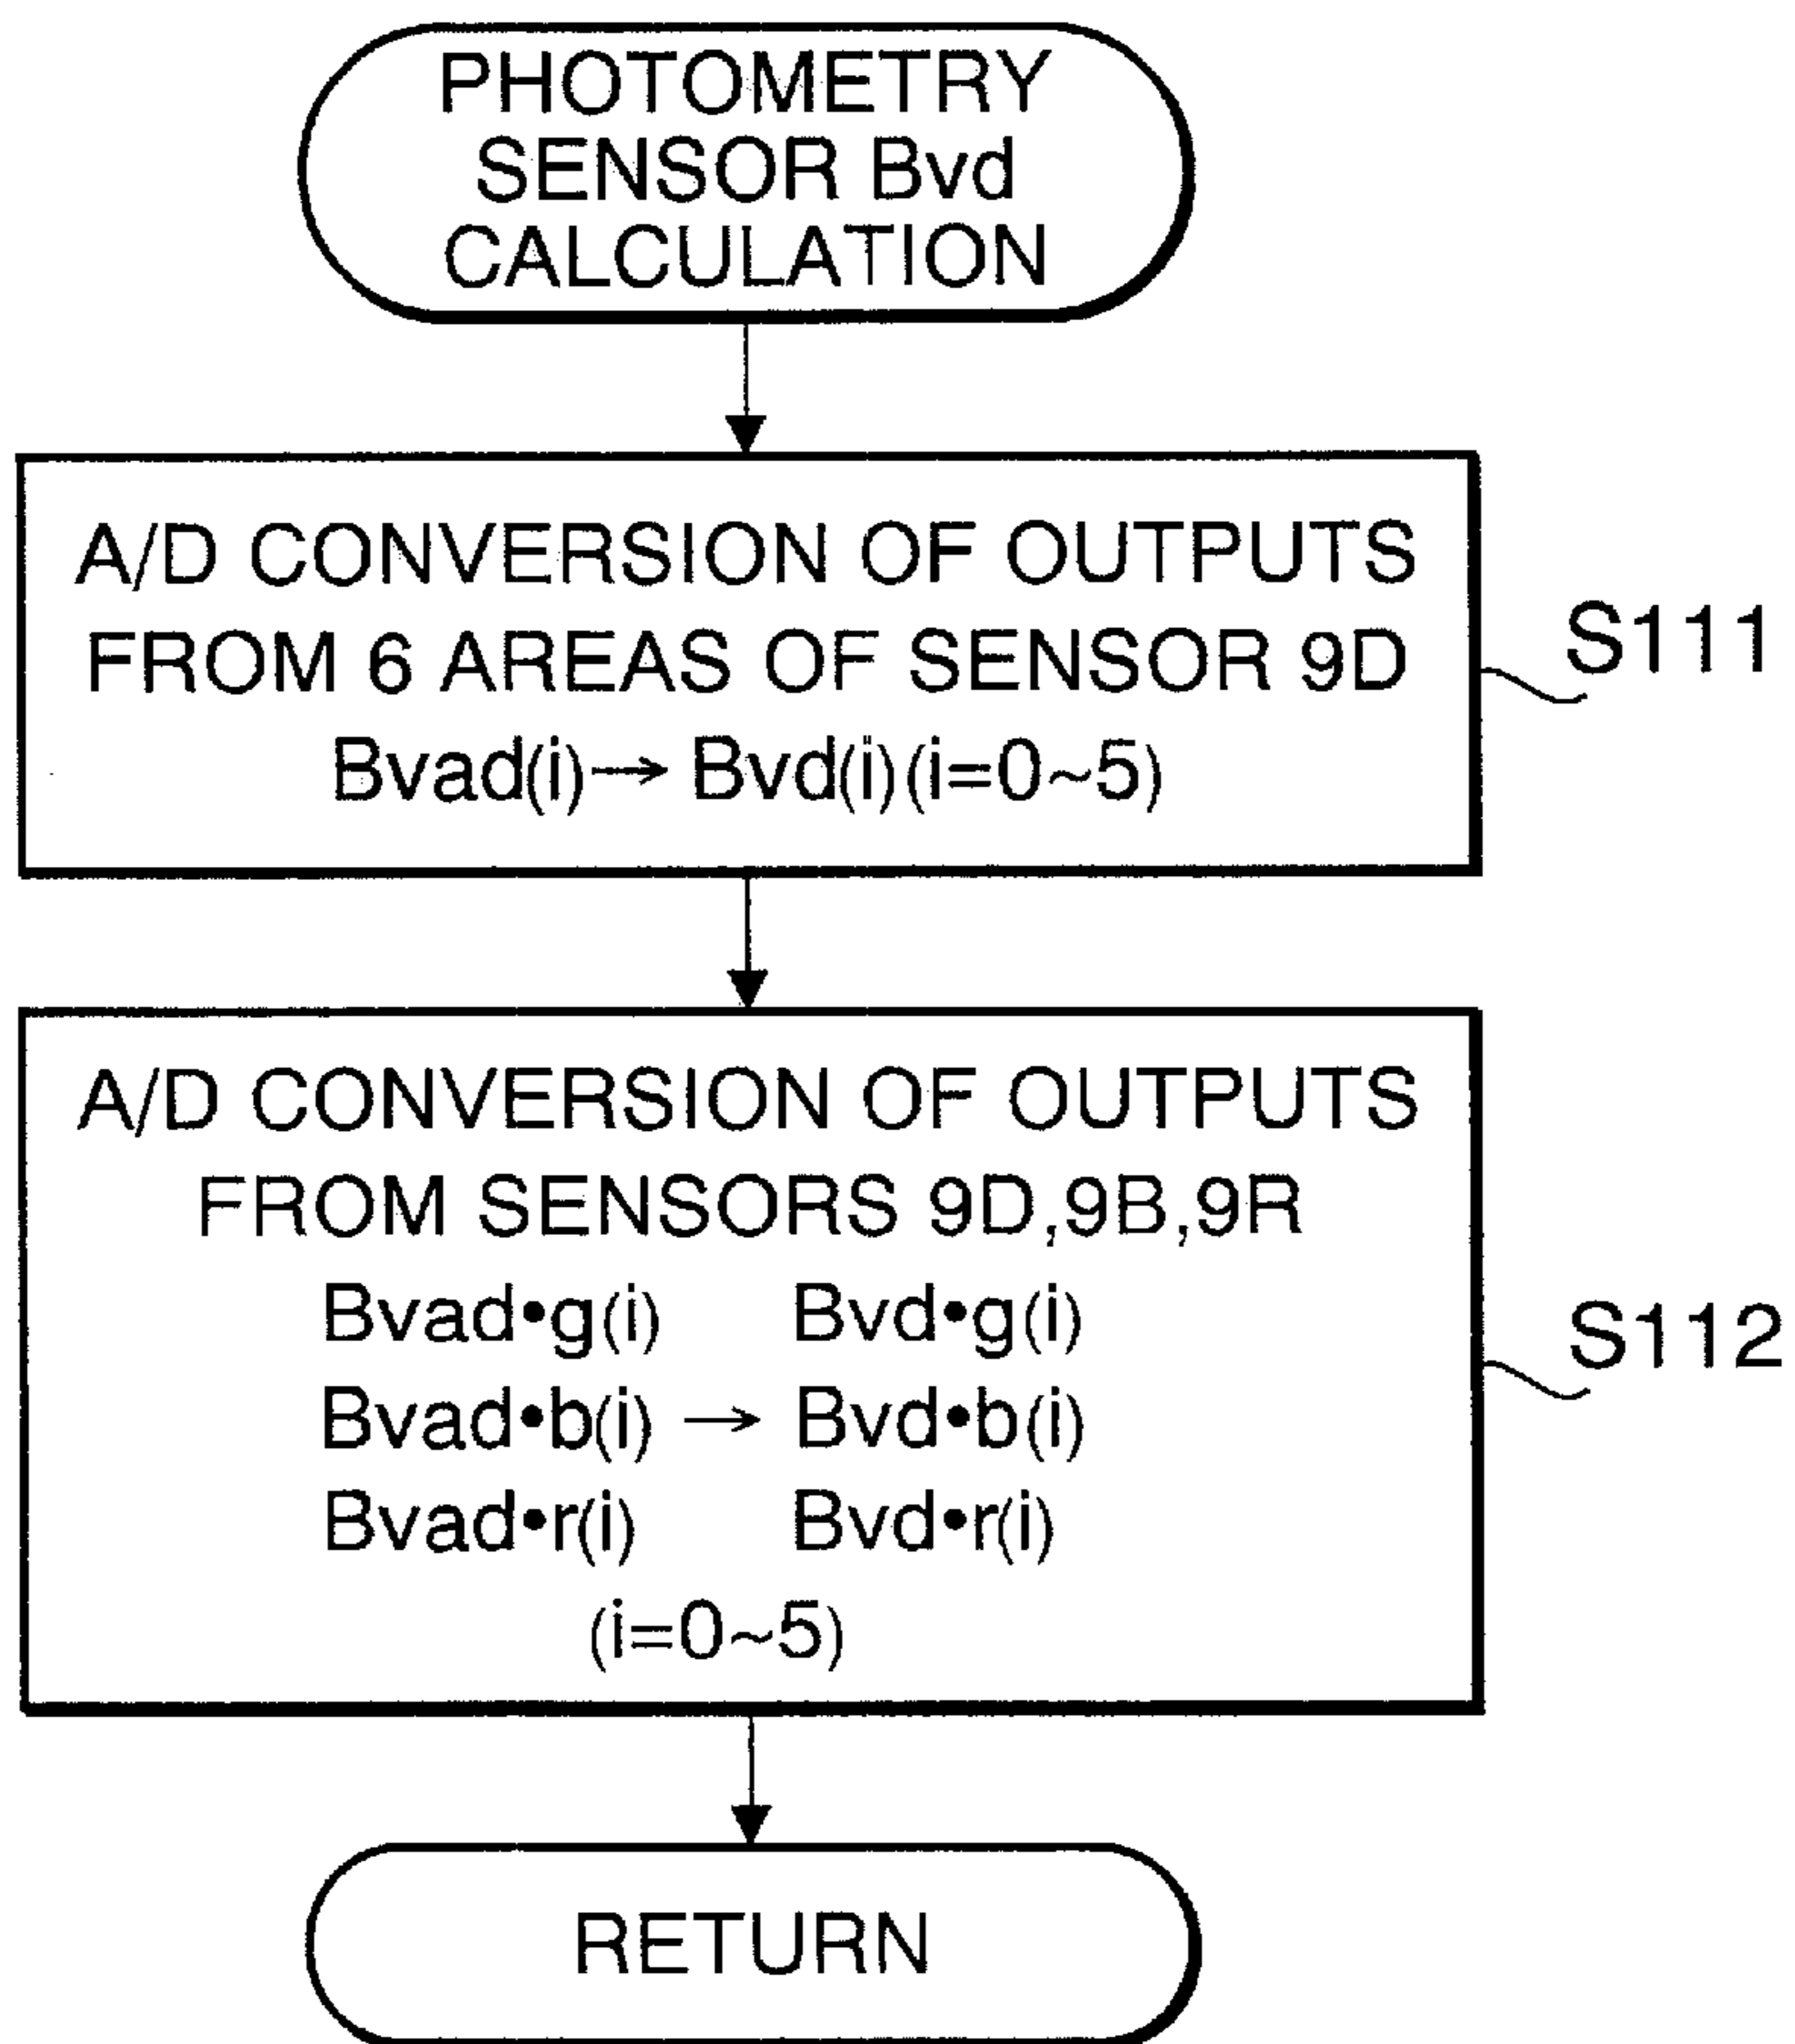 PHOTOMETRY
SENSOR Bvd
CALCULATION
A/D CONVERSION OF OUTPUTS
FROM 6 AREAS OF SENSOR 9D
Bvad(i)→Bvd(i)(i=0~5)
S111
A/D CONVERSION OF OUTPUTS
FROM SENSORS 9D,9B,9R
Bvad•g(i) Bvd•g(i)
Bvad•b(i) → Bvd•b(i)
Bvad•r(i) Bvd•r(i)
(i=0~5)
S112
RETURN